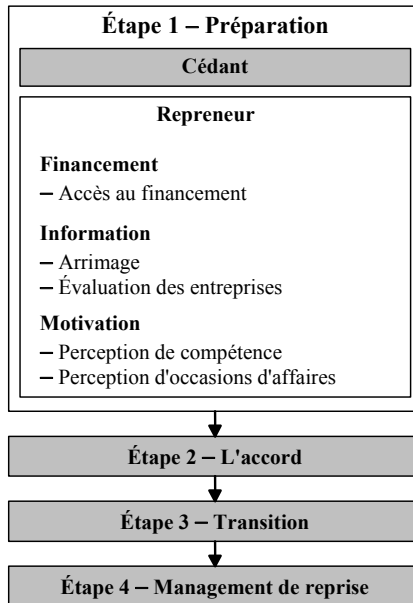 Étape 1 – Préparation
Cédant
Repreneur
Financement
– Accès au financement
Information
– Arrimage
– Évaluation des entreprises
Motivation
– Perception de compétence
– Perception d'occasions d'affaires
Étape 2 – L'accord
Étape 3 – Transition
Étape 4 – Management de reprise